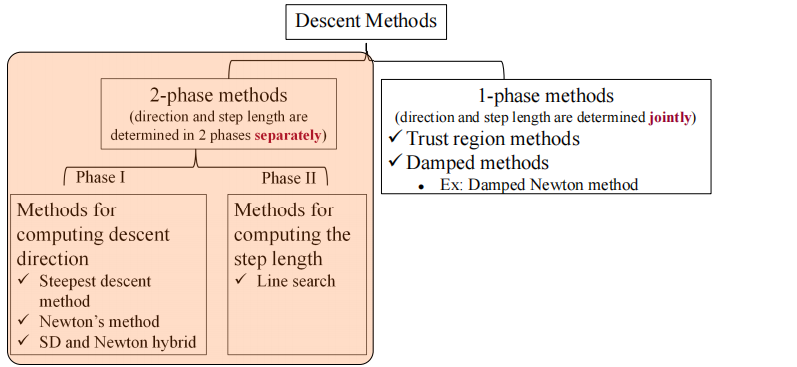 Descent Methods
2-phase methods
(direction and step length are
determined in 2 phases separately)
Phase I
Phase II
Methods for
computing descent
direction
✓ Steepest descent
method
✓ Newton's method
✓ SD and Newton hybrid
Methods for
computing the
step length
✓ Line search
1-phase methods
(direction and step length are determined jointly)
✓ Trust region methods
✓ Damped methods
• Ex: Damped Newton method